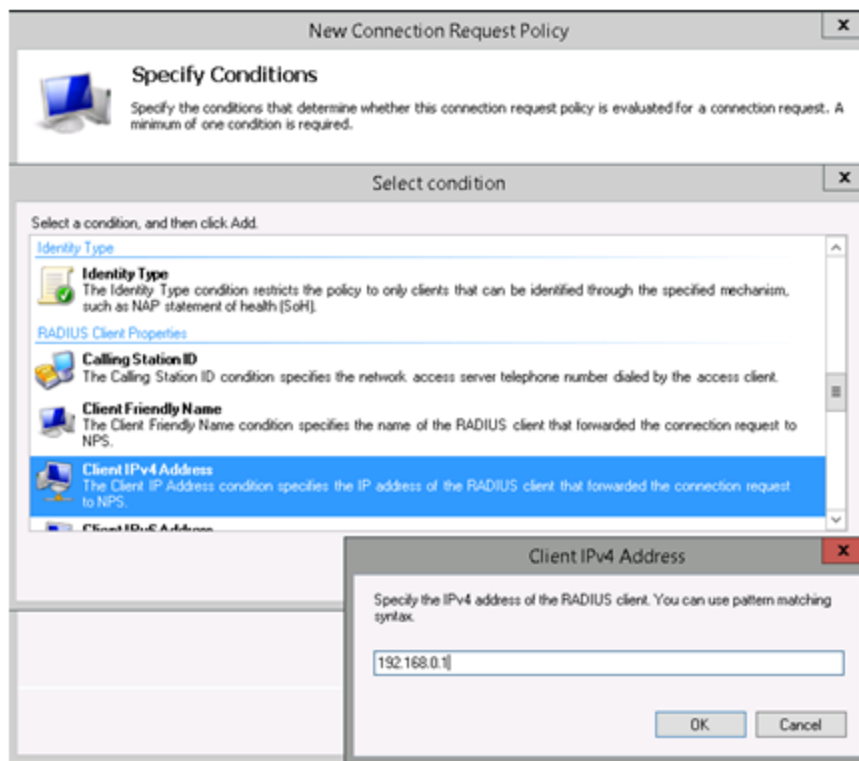 New Connection Request Policy
Specify Conditions
Specify the conditions that determine whether this connection request policy is evaluated for a connection request. A
minimum of one condition is required.
Select condition
Select a condition, and then click Add.
Identity Type
Identity Type
The Identity Type condition restricts the policy to only clients that can be identified through the specified mechanism,
such as NAP statement of health (SoH).
RADIUS Client Properties
Calling Station ID
The Calling Station ID condition specifies the network access server telephone number dialed by the access client.
Client Friendly Name
The Client Friendly Name condition specifies the name of the RADIUS client that forwarded the connection request to
NPS.
Client IPv4 Address
The Client IP Address condition specifies the IP address of the RADIUS client that forwarded the connection request
to NPS.
Client IPv6 Address
Client IPv4 Address
Specify the IPv4 address of the RADIUS client. You can use pattern matching
syntax.
192.168.0.1
OK
Cancel